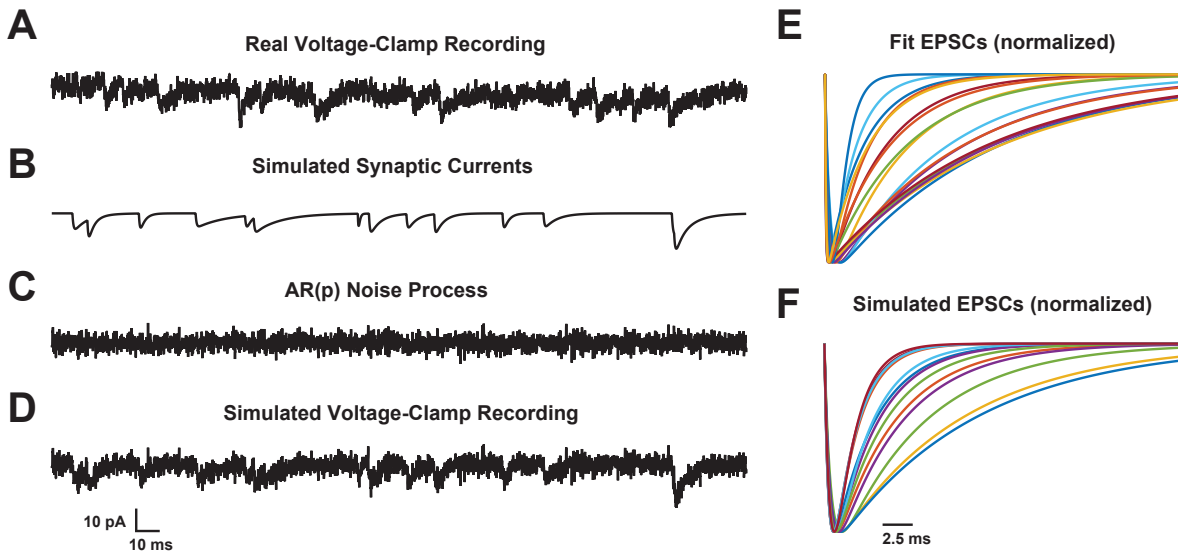 A
Real Voltage-Clamp Recording
B
Simulated Synaptic Currents
C
AR(p) Noise Process
D
Simulated Voltage-Clamp Recording
10 pA
10 ms
E
Fit EPSCs (normalized)
F
Simulated EPSCs (normalized)
2.5 ms